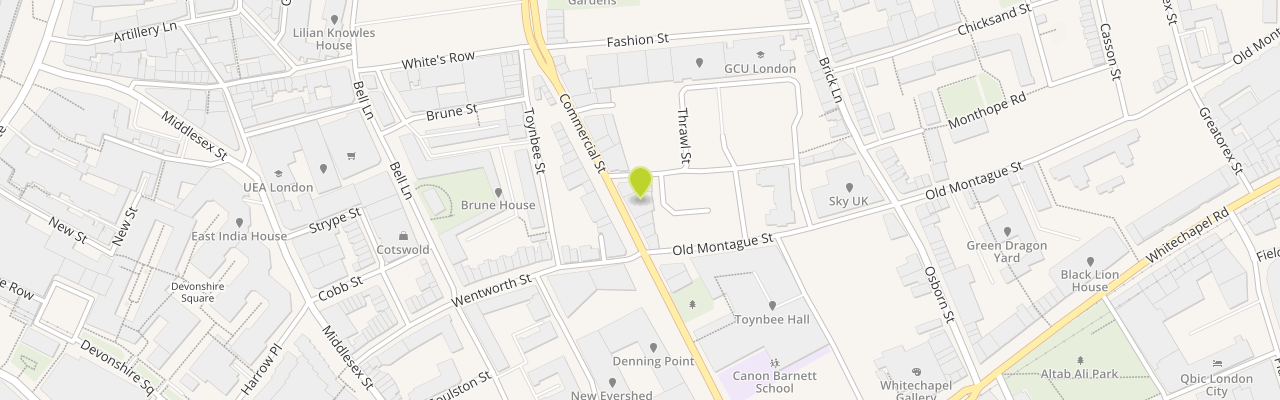 Gardens
Artillery Ln
Lilian Knowles
House
White's Row
Fashion St
GCU London
Chicksand St
Casson St
Brick Ln
Bell Ln
Brune St
Commercial St
Toynbee St
Thrawl St
Monthope Rd
Greatorex St
Middlesex St
UEA London
Bell Ln
Brune House
Sky UK
Old Montague St
New St
New St
Strype St
East India House
Cotswold
Old Montague St
Green Dragon
Yard
Whitechapel Rd
Black Lion
House
Devonshire
Square
Cobb St
Wentworth St
Osborn St
Toynbee Hall
Middlesex St
Harrow Pl
Devonshire Sq
Denning Point
Canon Barnett
School
Whitechapel
Gallery
Altab Ali Park
Qbic London
City
New Evershed